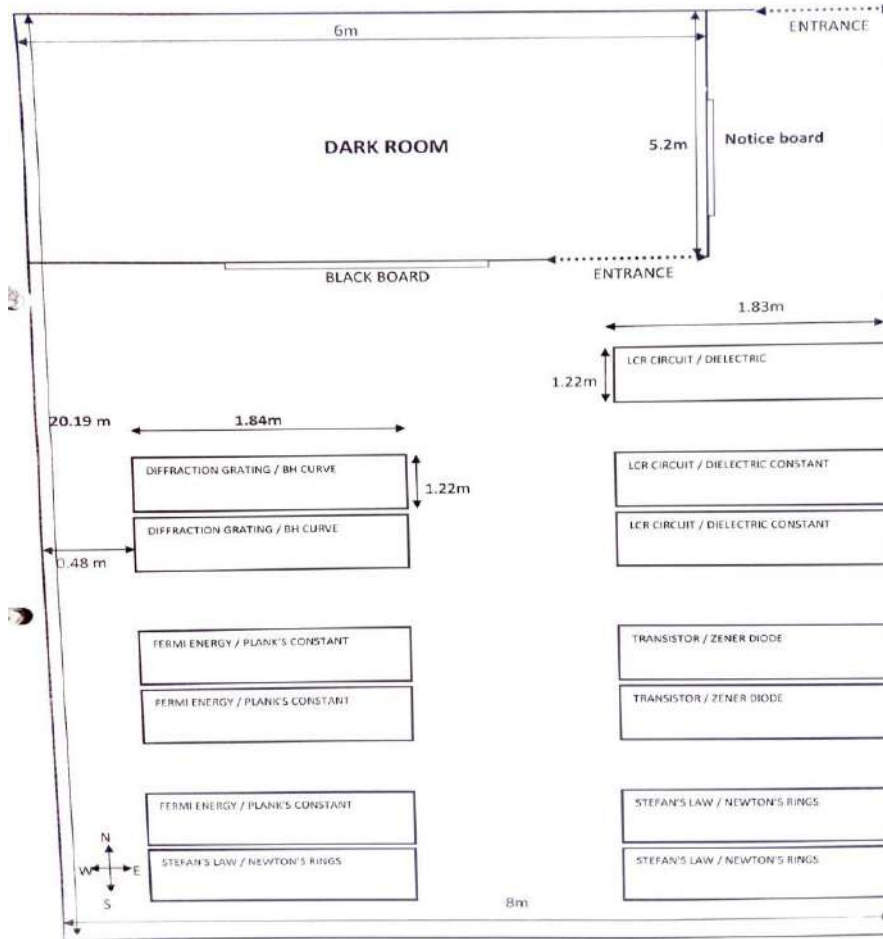 ENTRANCE
6m
DARK ROOM
5.2m
Notice board
BLACK BOARD
ENTRANCE
1.83m
LCR CIRCUIT / DIELECTRIC
1.22m
20.19 m
1.84m
DIFFRACTION GRATING / BH CURVE
1.22m
LCR CIRCUIT / DIELECTRIC CONSTANT
DIFFRACTION GRATING / BH CURVE
LCR CIRCUIT / DIELECTRIC CONSTANT
0.48 m
FERMI ENERGY / PLANK'S CONSTANT
TRANSISTOR / ZENER DIODE
FERMI ENERGY / PLANK'S CONSTANT
TRANSISTOR / ZENER DIODE
FERMI ENERGY / PLANK'S CONSTANT
STEFAN'S LAW / NEWTON'S RINGS
N
W E
S
STEFAN'S LAW / NEWTON'S RINGS
STEFAN'S LAW / NEWTON'S RINGS
8m